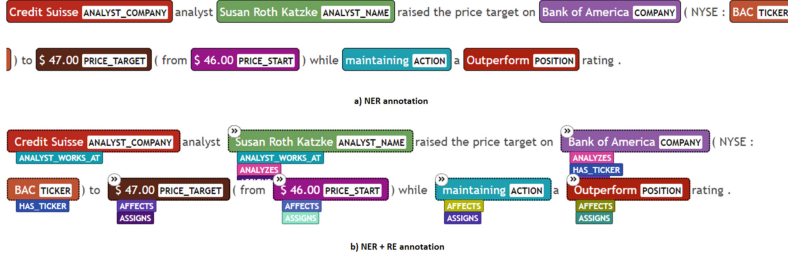 Credit Suisse ANALYST_COMPANY analyst Susan Roth Katzke ANALYST_NAME raised the price target on Bank of America COMPANY ( NYSE : BAC TICKER
) to $ 47.00 PRICE_TARGET ( from $ 46.00 PRICE_START ) while maintaining ACTION a Outperform POSITION rating .
a) NER annotation
Credit Suisse ANALYST_COMPANY analyst Susan Roth Katzke ANALYST_NAME raised the price target on Bank of America COMPANY ( NYSE :
ANALYST_WORKS_AT ANALYST_WORKS_AT ANALYZES
ANALYZES HAS_TICKER
BAC TICKER ) to $ 47.00 PRICE_TARGET ( from $ 46.00 PRICE_START ) while maintaining ACTION a Outperform POSITION rating .
HAS_TICKER AFFECTS AFFECTS AFFECTS AFFECTS
ASSIGNS ASSIGNS ASSIGNS ASSIGNS
b) NER + RE annotation